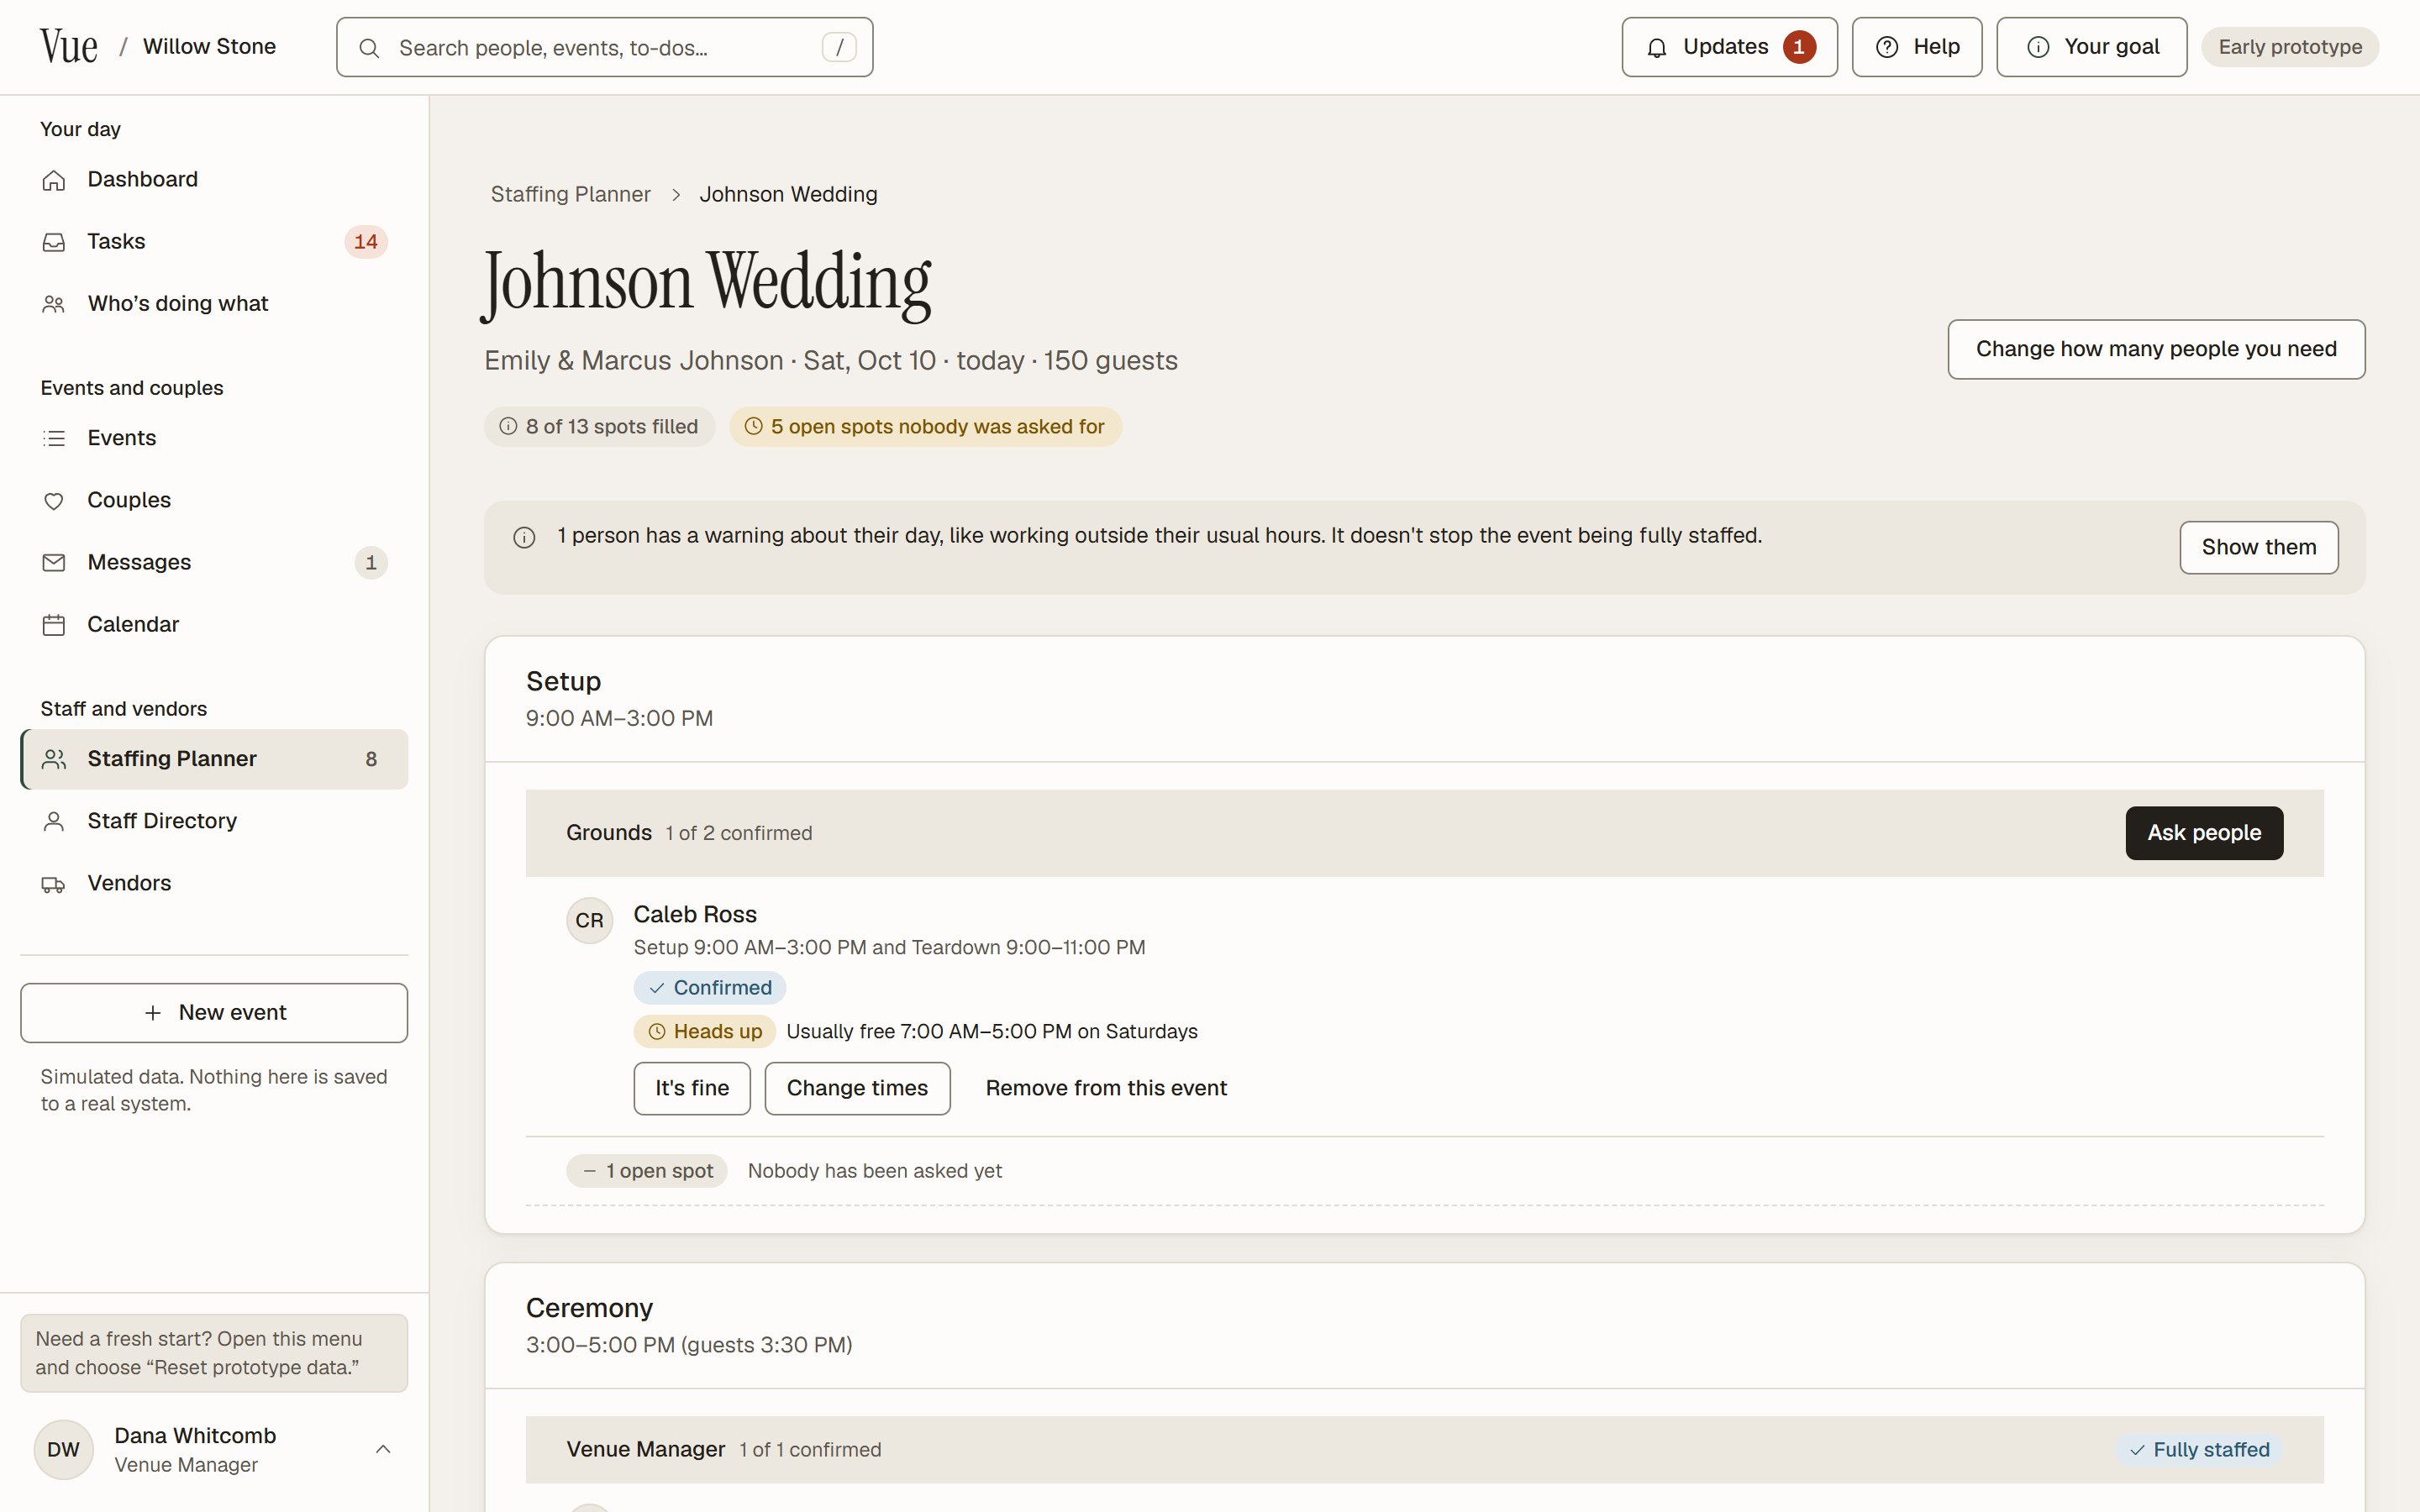 Vue / Willow Stone
Search people, events, to-dos... /
Updates 1
Help
Your goal
Early prototype
Your day
Dashboard
Tasks 14
Who’s doing what
Events and couples
Events
Couples
Messages 1
Calendar
Staff and vendors
Staffing Planner 8
Staff Directory
Vendors
New event
Simulated data. Nothing here is saved
to a real system.
Need a fresh start? Open this menu
and choose “Reset prototype data.”
DW
Dana Whitcomb
Venue Manager
Staffing Planner > Johnson Wedding
Johnson Wedding
Emily & Marcus Johnson · Sat, Oct 10 · today · 150 guests
Change how many people you need
8 of 13 spots filled
5 open spots nobody was asked for
1 person has a warning about their day, like working outside their usual hours. It doesn't stop the event being fully staffed.
Show them
Setup
9:00 AM–3:00 PM
Grounds 1 of 2 confirmed
Ask people
CR
Caleb Ross
Setup 9:00 AM–3:00 PM and Teardown 9:00–11:00 PM
Confirmed
Heads up Usually free 7:00 AM–5:00 PM on Saturdays
It's fine
Change times
Remove from this event
1 open spot Nobody has been asked yet
Ceremony
3:00–5:00 PM (guests 3:30 PM)
Venue Manager 1 of 1 confirmed
Fully staffed